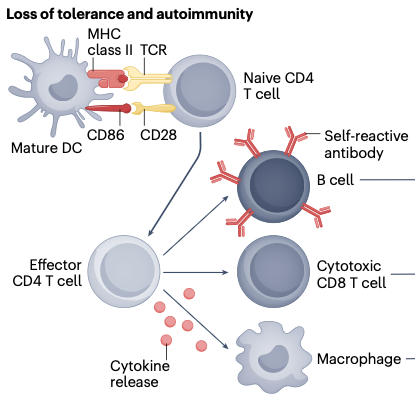 Loss of tolerance and autoimmunity
MHC
class II TCR
Naive CD4
T cell
CD86 CD28
Mature DC
Self-reactive
antibody
B cell
Effector
CD4 T cell
Cytotoxic
CD8 T cell
Cytokine
release
Macrophage